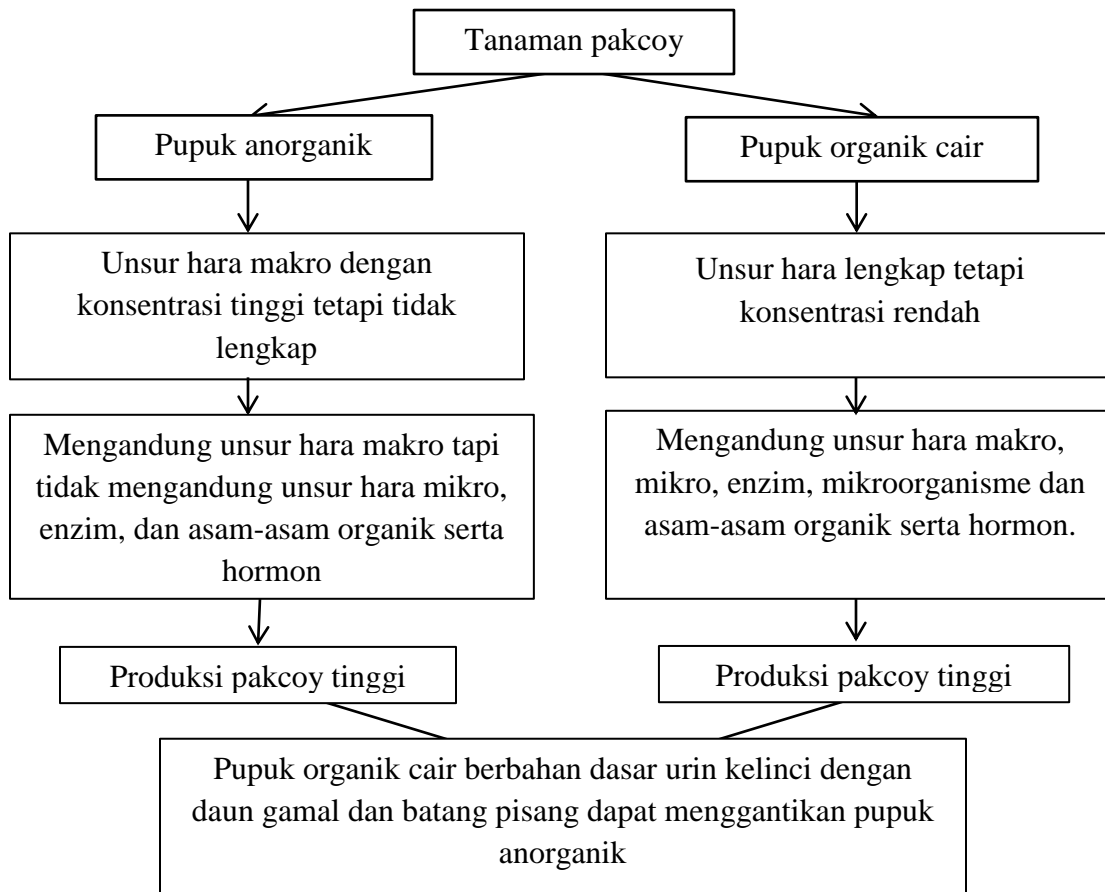 Tanaman pakcoy
Pupuk anorganik
Pupuk organik cair
Unsur hara makro dengan
konsentrasi tinggi tetapi tidak
lengkap
Unsur hara lengkap tetapi
konsentrasi rendah
Mengandung unsur hara makro tapi
tidak mengandung unsur hara mikro,
enzim, dan asam-asam organik serta
hormon
Mengandung unsur hara makro,
mikro, enzim, mikroorganisme dan
asam-asam organik serta hormon.
Produksi pakcoy tinggi
Produksi pakcoy tinggi
Pupuk organik cair berbahan dasar urin kelinci dengan
daun gamal dan batang pisang dapat menggantikan pupuk
anorganik